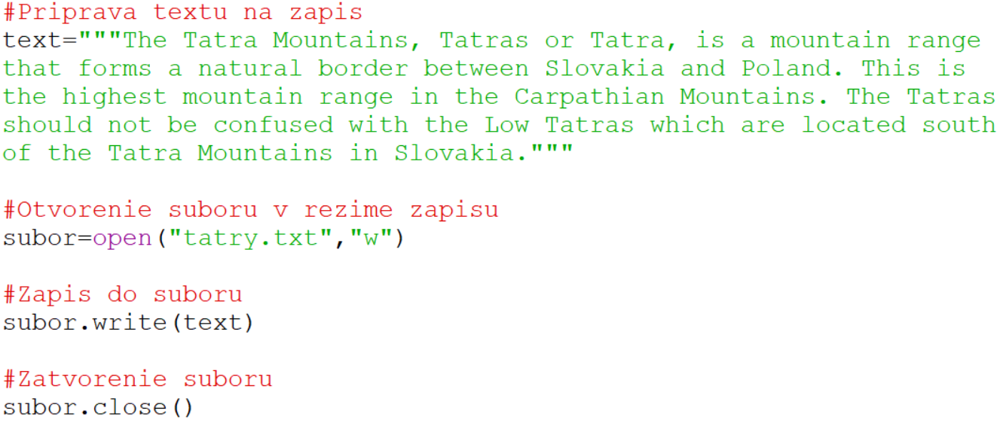 #Priprava textu na zapis
text="""The Tatra Mountains, Tatras or Tatra, is a mountain range
that forms a natural border between Slovakia and Poland. This is
the highest mountain range in the Carpathian Mountains. The Tatras
should not be confused with the Low Tatras which are located south
of the Tatra Mountains in Slovakia."""
#Otvorenie suboru v rezime zapisu
subor=open("tatry.txt","w")
#Zapis do suboru
subor.write(text)
#Zatvorenie suboru
subor.close()